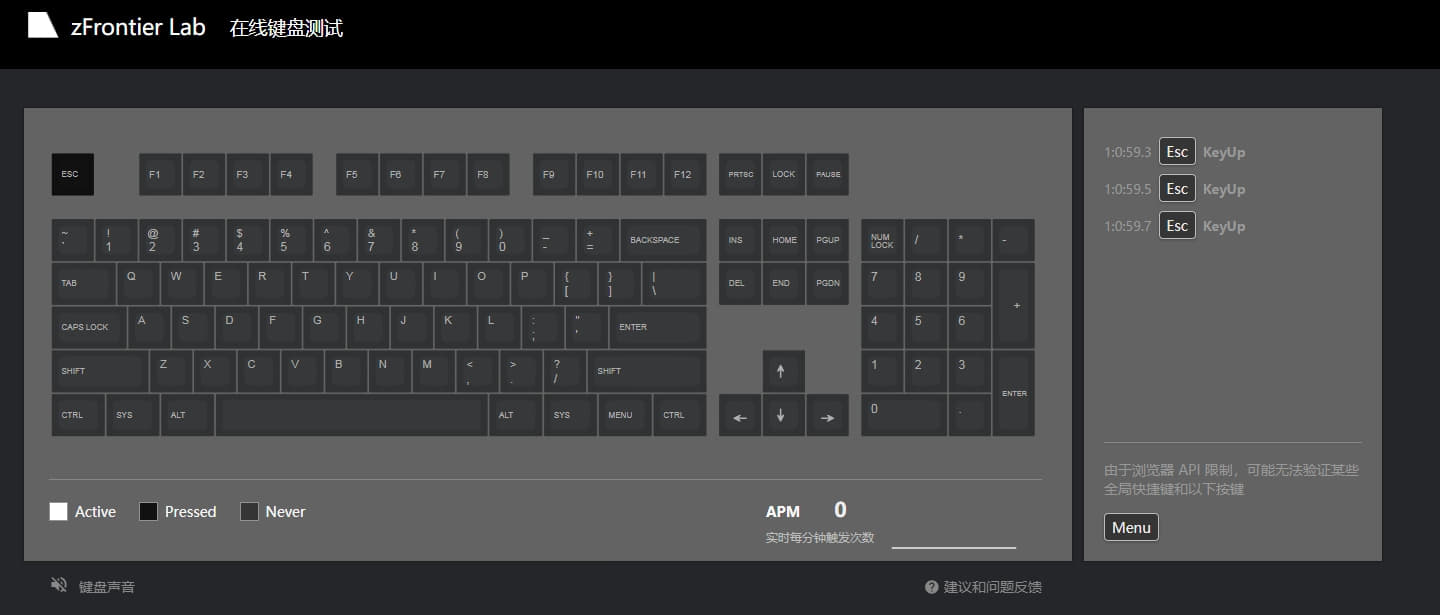 zFrontier Lab 在线键盘测试
ESC F1 F2 F3 F4 F5 F6 F7 F8 F9 F10 F11 F12 PRTSC LOCK PAUSE
~ ! @ # $ % ^ & * ( ) _ +
` 1 2 3 4 5 6 7 8 9 0 - = BACKSPACE INS HOME PGUP NUM LOCK / * -
TAB Q W E R T Y U I O P { } |
[ ] \ DEL END PGDN 7 8 9 +
CAPS LOCK A S D F G H J K L : "
; ' ENTER 4 5 6
SHIFT Z X C V B N M < > ?
, . / SHIFT ↑ 1 2 3 ENTER
CTRL SYS ALT ALT SYS MENU CTRL ← ↓ → 0 .
Active Pressed Never
APM 0
实时每分钟触发次数
1:0:59.3 Esc KeyUp
1:0:59.5 Esc KeyUp
1:0:59.7 Esc KeyUp
由于浏览器 API 限制，可能无法验证某些
全局快捷键和以下按键
Menu
键盘声音
建议和问题反馈